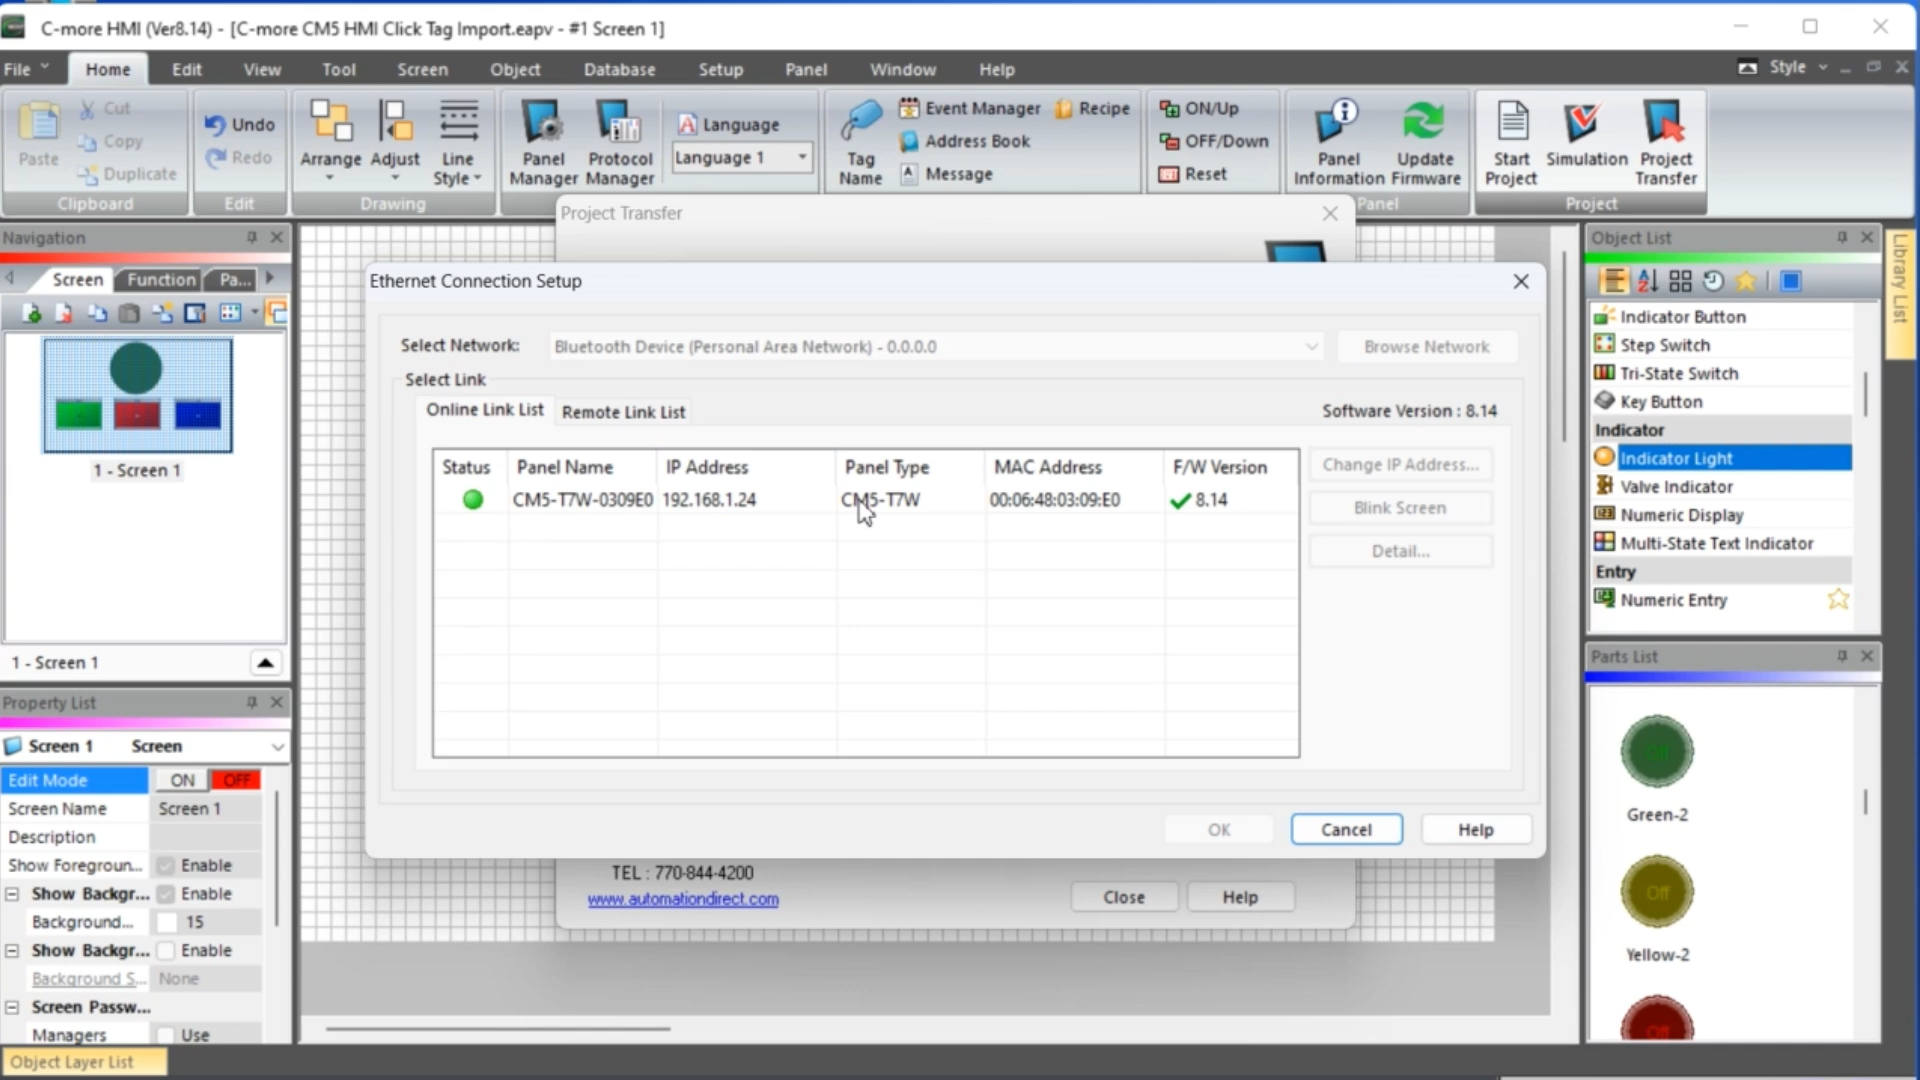 C-more HMI (Ver8.14) - [C-more CM5 HMI Click Tag Import.eapv - #1 Screen 1]
File Home Edit View Tool Screen Object Database Setup Panel Window Help Style
Paste
Cut
Copy
Duplicate
Clipboard
Undo
Redo
Edit
Arrange
Adjust
Line
Style
Drawing
Panel
Manager
Protocol
Manager
Language
Language 1
Tag
Name
Event Manager
Recipe
Address Book
Message
ON/Up
OFF/Down
Reset
Panel
Information
Update
Firmware
Panel
Start
Project
Simulation
Project
Transfer
Project
Navigation
Screen Function Pa...
1 - Screen 1
1 - Screen 1
Property List
Screen 1 Screen
Edit Mode ON OFF
Screen Name Screen 1
Description
Show Foregroun... Enable
Show Backgr... Enable
Background... 15
Show Backgr... Enable
Background S... None
Screen Passw...
Managers Use
Object Layer List
Project Transfer
Ethernet Connection Setup
Select Network: Bluetooth Device (Personal Area Network) - 0.0.0.0 Browse Network
Select Link
Online Link List Remote Link List Software Version : 8.14
Status Panel Name IP Address Panel Type MAC Address F/W Version
CM5-T7W-0309E0 192.168.1.24 CM5-T7W 00:06:48:03:09:E0 8.14
Change IP Address...
Blink Screen
Detail...
OK Cancel Help
TEL : 770-844-4200
www.automationdirect.com
Close Help
Object List
Indicator Button
Step Switch
Tri-State Switch
Key Button
Indicator
Indicator Light
Valve Indicator
Numeric Display
Multi-State Text Indicator
Entry
Numeric Entry
Library List
Parts List
Off
Green-2
Off
Yellow-2
Off